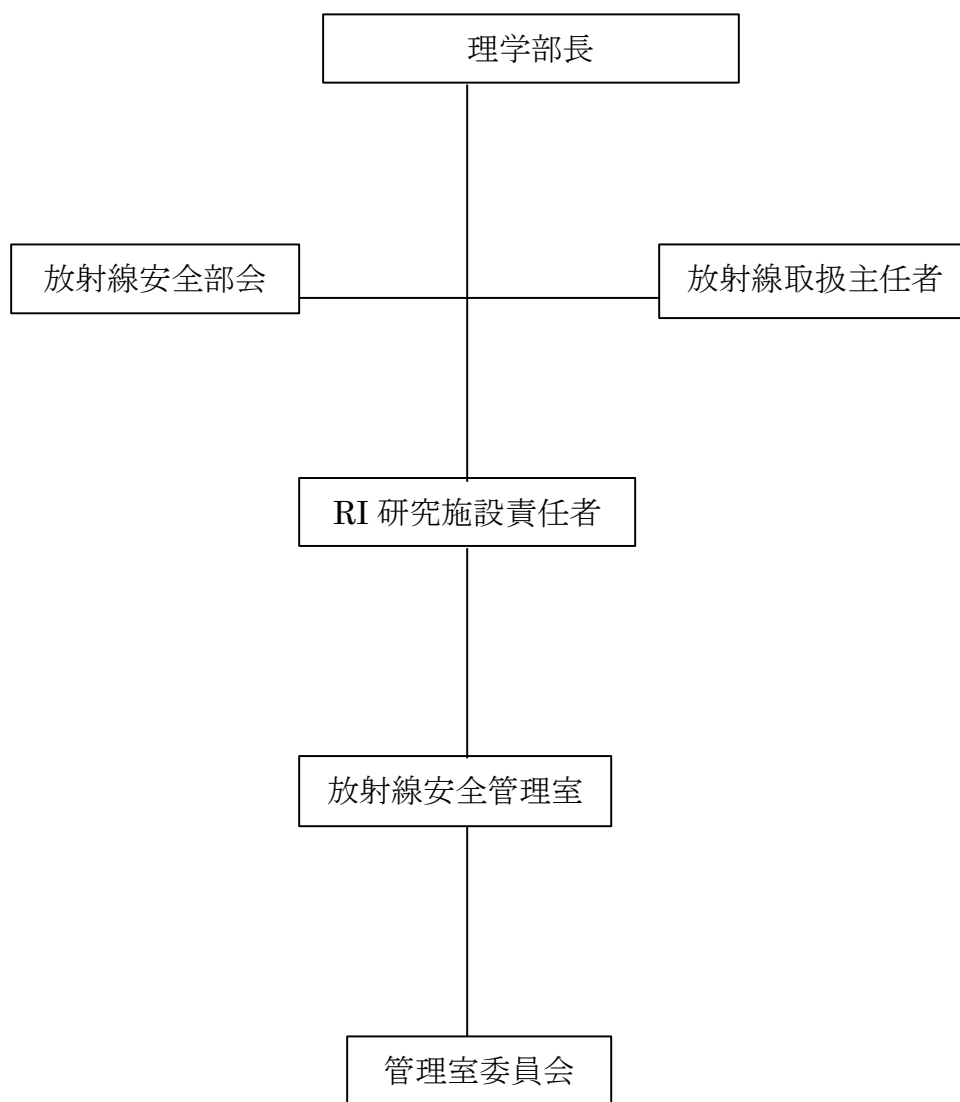 理学部長
放射線安全部会
放射線取扱主任者
RI 研究施設責任者
放射線安全管理室
管理室委員会